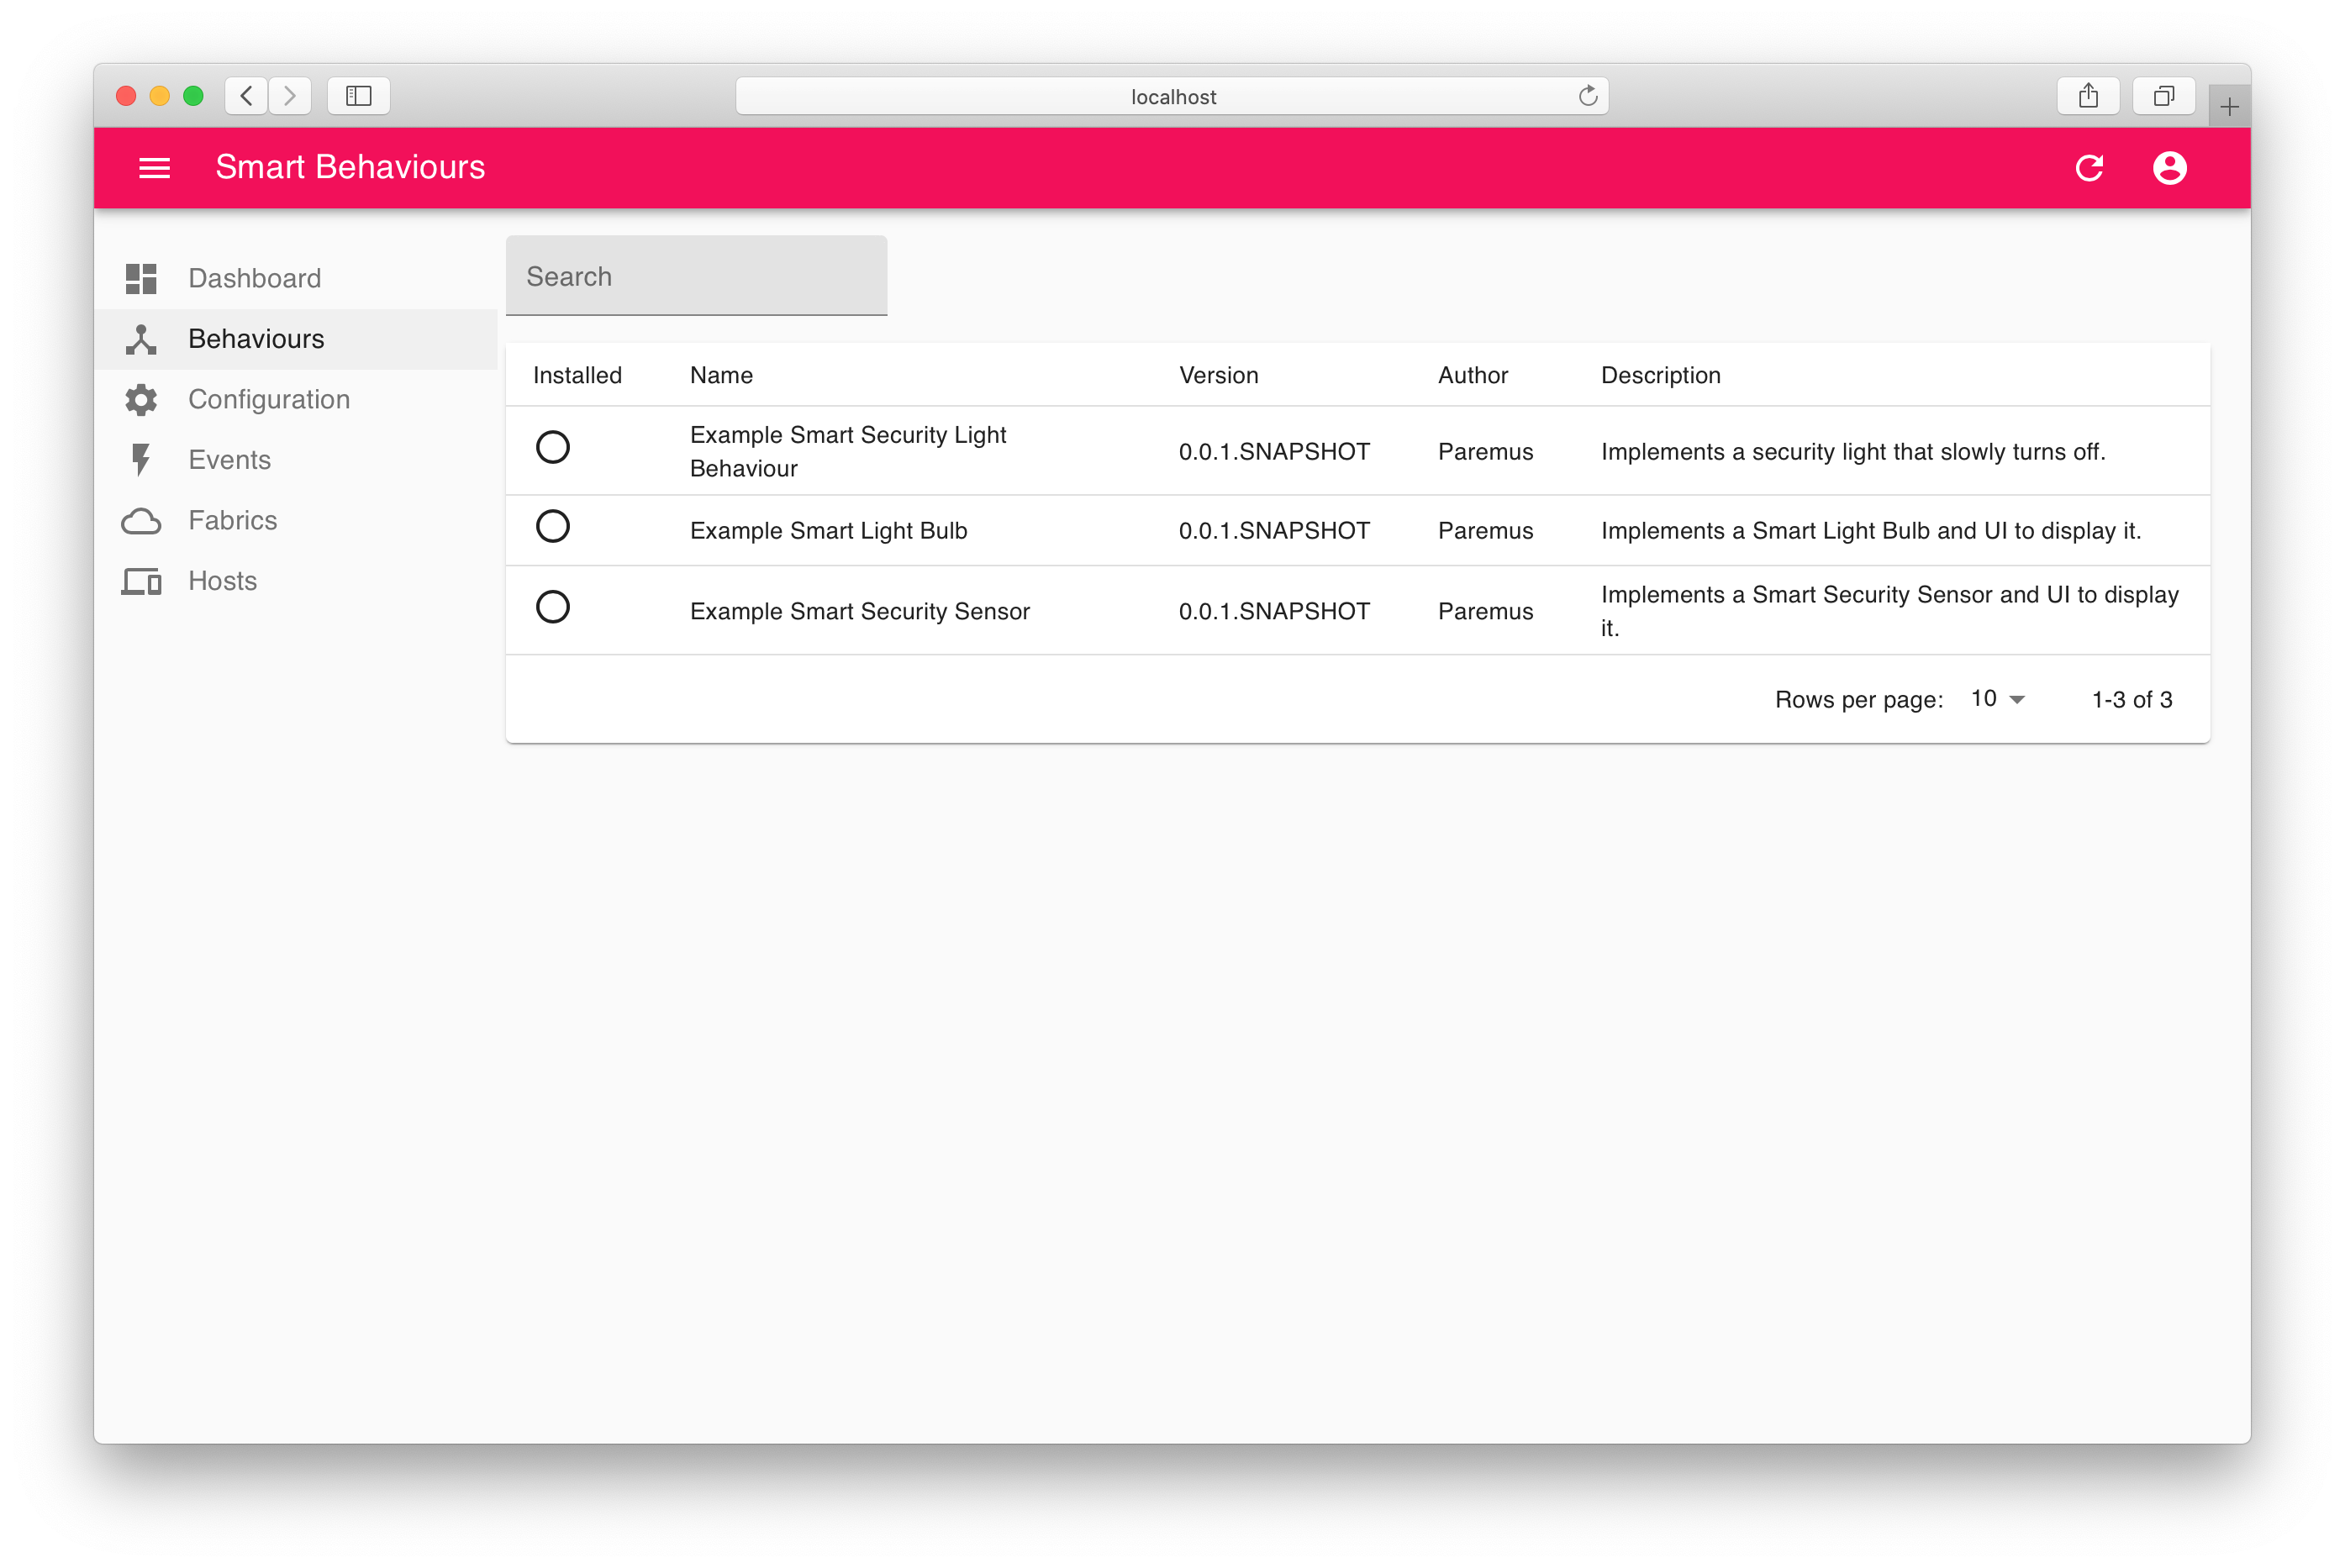 localhost
Smart Behaviours
Dashboard
Behaviours
Configuration
Events
Fabrics
Hosts
Search
Installed Name Version Author Description
Example Smart Security Light
Behaviour
0.0.1.SNAPSHOT Paremus Implements a security light that slowly turns off.
Example Smart Light Bulb 0.0.1.SNAPSHOT Paremus Implements a Smart Light Bulb and UI to display it.
Example Smart Security Sensor 0.0.1.SNAPSHOT Paremus Implements a Smart Security Sensor and UI to display
it.
Rows per page: 10 1-3 of 3